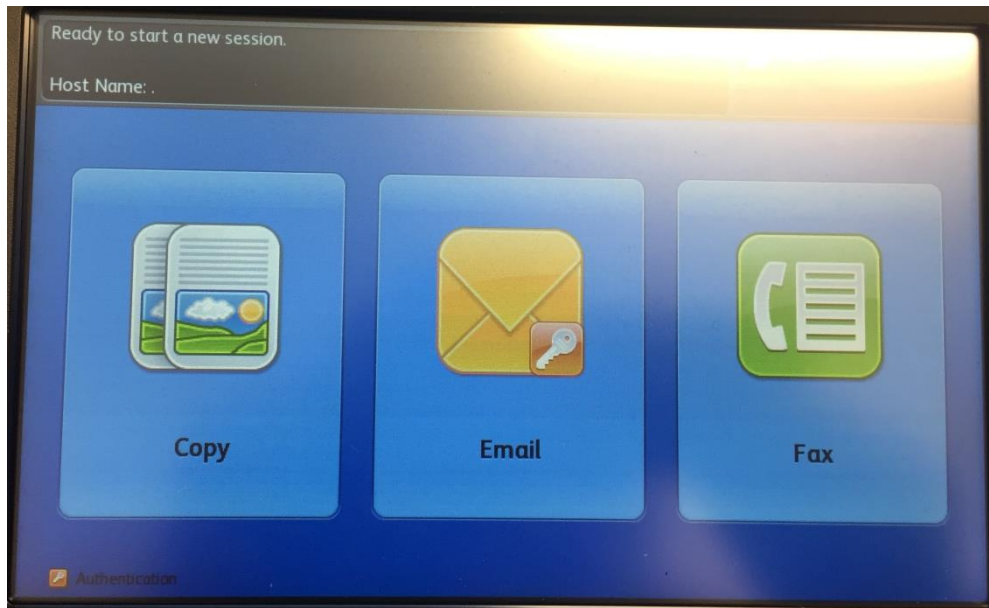 Ready to start a new session.
Host Name: .
Copy
Email
Fax
Authentication